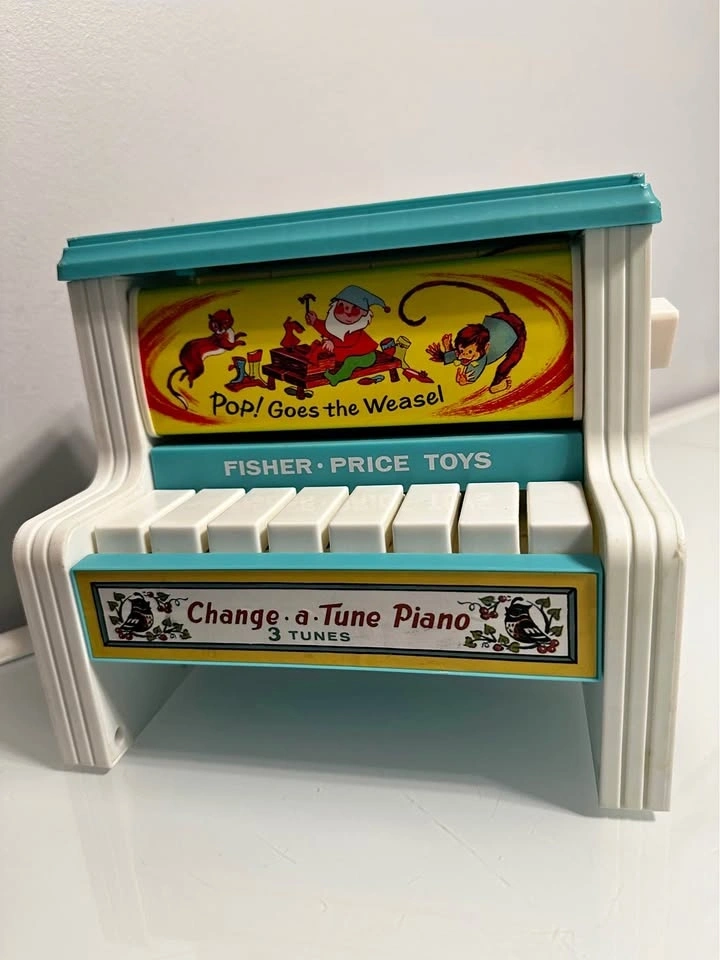 Pop! Goes the Weasel
FISHER·PRICE TOYS
Change·a·Tune Piano
3 TUNES